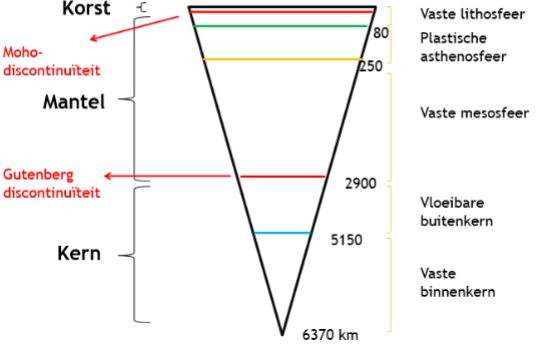 Korst
Vaste lithosfeer
80
Plastische
asthenosfeer
Moho-
discontinuïteit
250
Mantel
Vaste mesosfeer
Gutenberg
discontinuïteit
2900
Vloeibare
buitenkern
5150
Kern
Vaste
binnenkern
6370 km